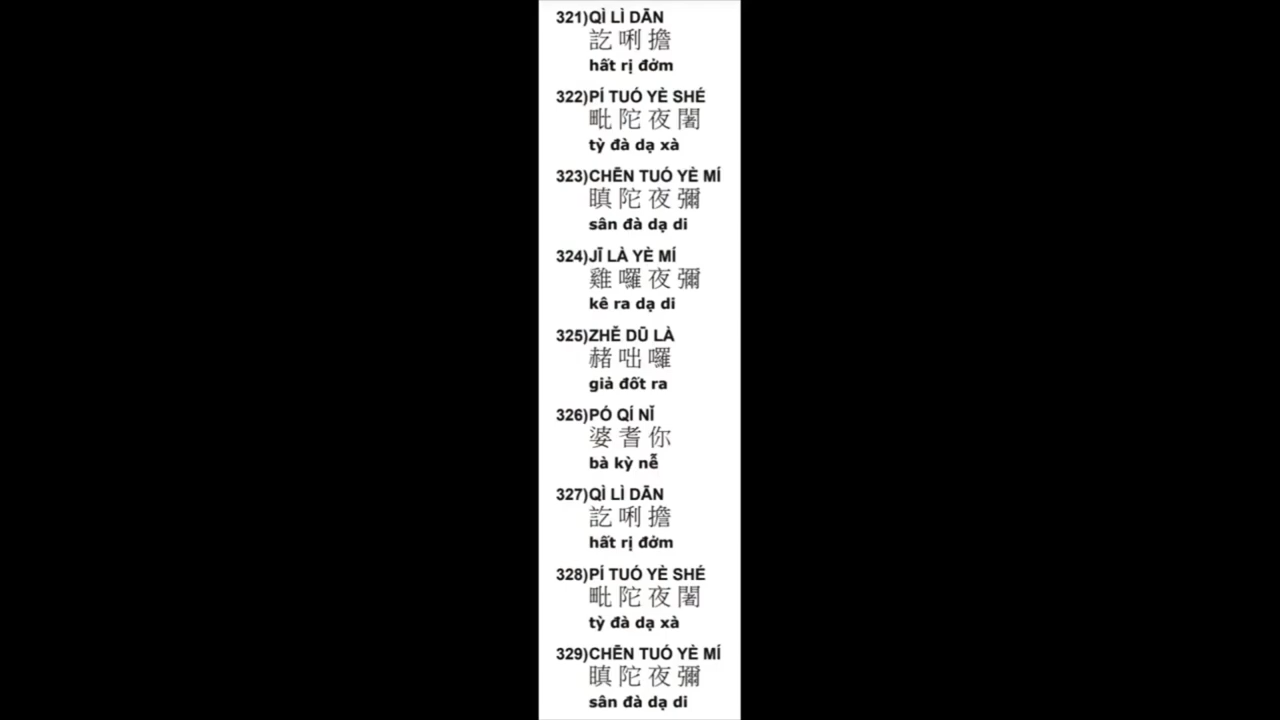 321)QÌ LÌ DĀN
訖 唎 擔
hất rị đởm
322)PÍ TUÓ YÈ SHÉ
毗 陀 夜 闍
tỳ đà dạ xà
323)CHĒN TUÓ YÈ MÍ
瞋 陀 夜 彌
sân đà dạ di
324)JĪ LÀ YÈ MÍ
雞 囉 夜 彌
kê ra dạ di
325)ZHĚ DŪ LÀ
赭 咄 囉
giả đốt ra
326)PÓ QÍ NǏ
婆 耆 你
bà kỳ nễ
327)QÌ LÌ DĀN
訖 唎 擔
hất rị đởm
328)PÍ TUÓ YÈ SHÉ
毗 陀 夜 闍
tỳ đà dạ xà
329)CHĒN TUÓ YÈ MÍ
瞋 陀 夜 彌
sân đà dạ di